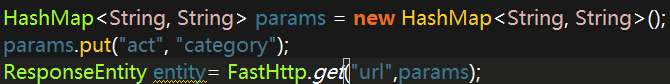 HashMap<String, String> params = new HashMap<String, String>();
params.put("act", "category");
ResponseEntity entity= FastHttp.get("url",params);